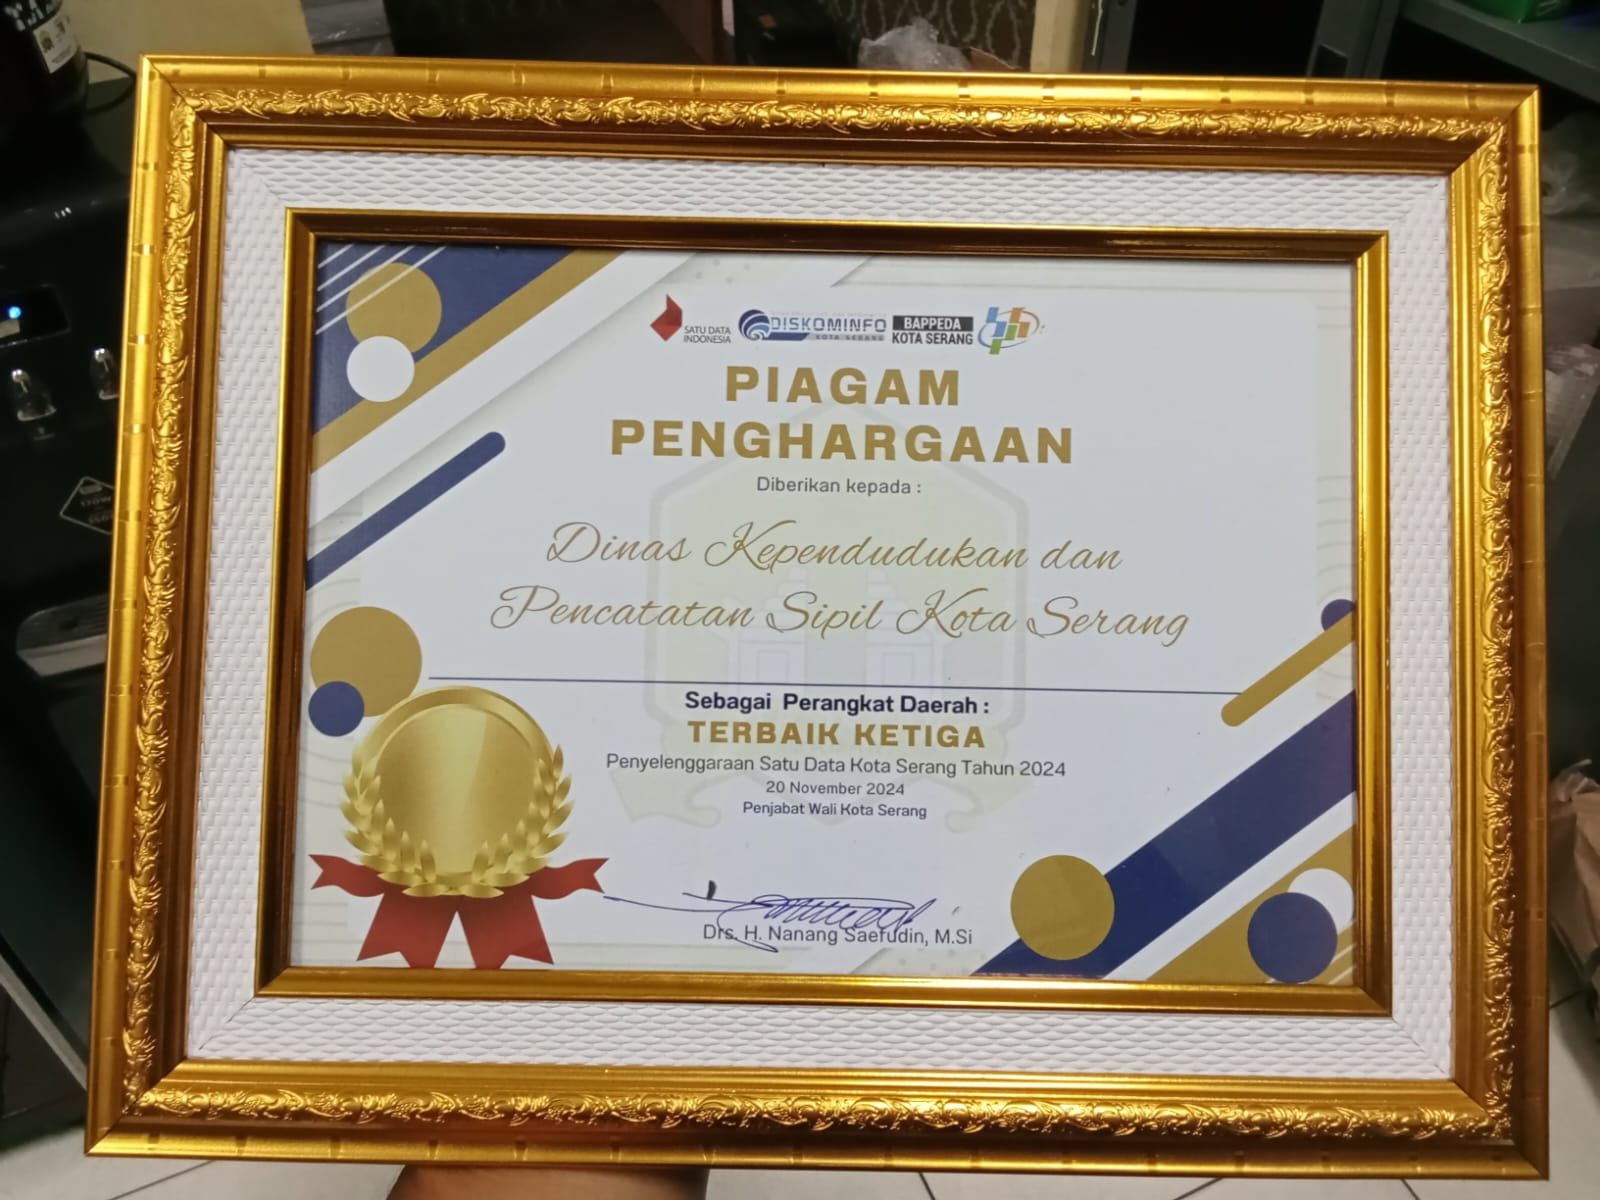 SATU DATA
INDONESIA
DISKOMINFO
KOTA SERANG
BAPPEDA
KOTA SERANG
PIAGAM
PENGHARGAAN
Diberikan kepada :
Dinas Kependudukan dan
Pencatatan Sipil Kota Serang
Sebagai Perangkat Daerah :
TERBAIK KETIGA
Penyelenggaraan Satu Data Kota Serang Tahun 2024
20 November 2024
Penjabat Wali Kota Serang
Drs. H. Nanang Saefudin, M.Si